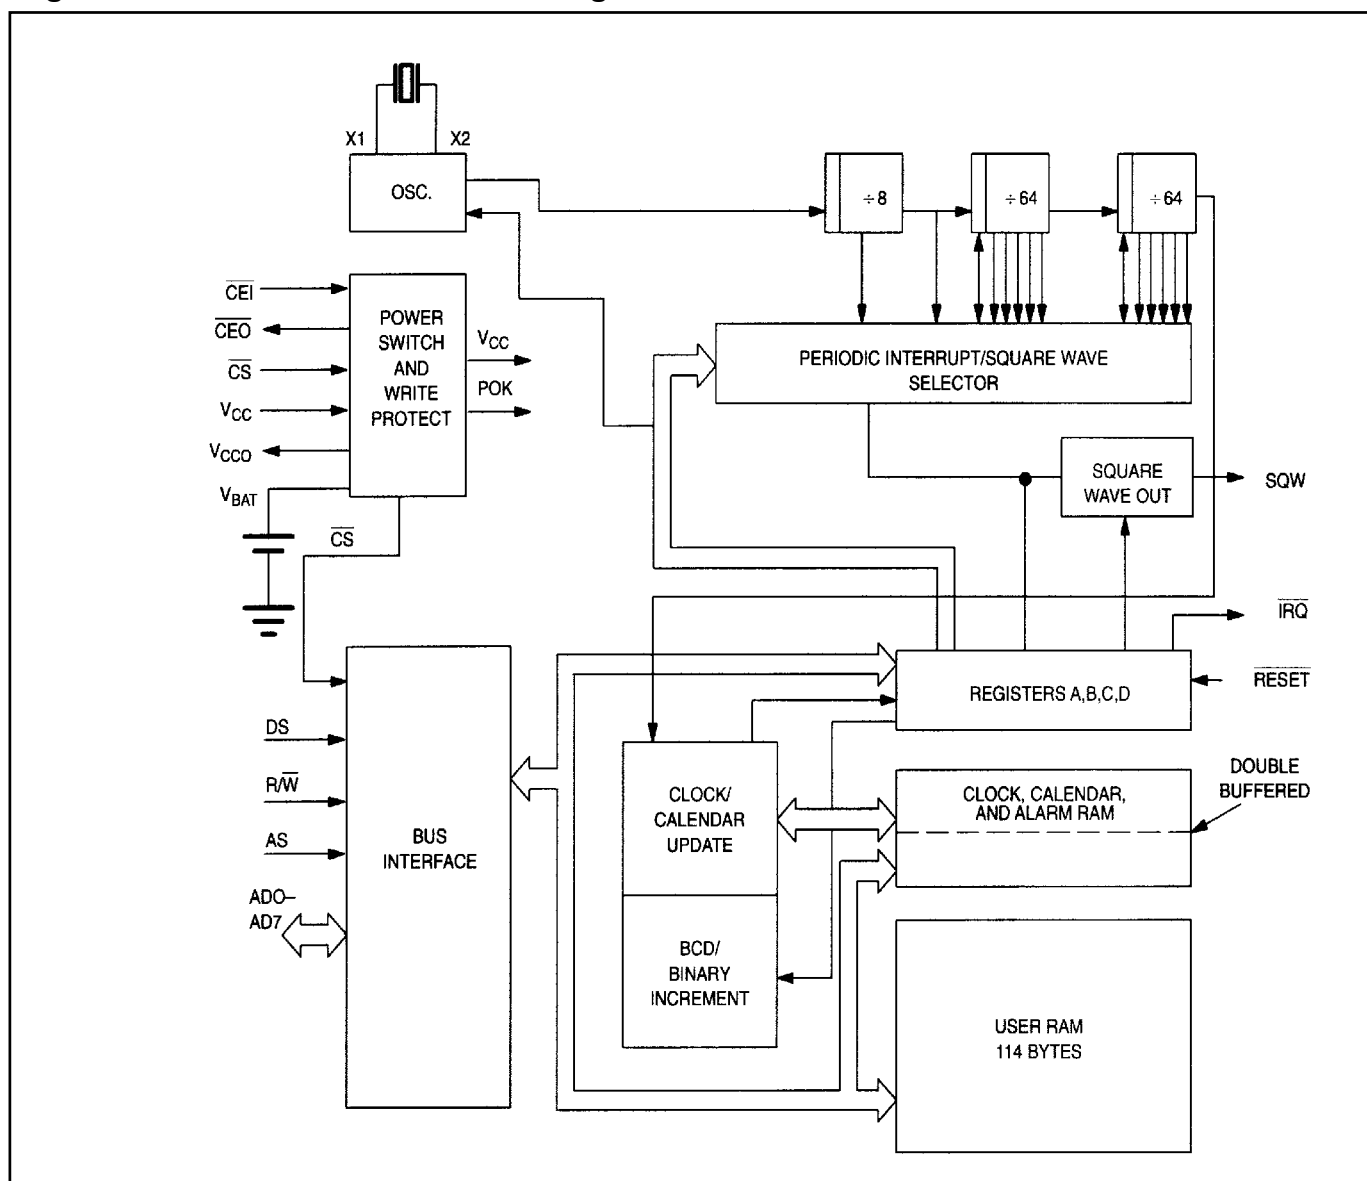 X1
X2
OSC.
÷8
÷64
÷64
CEI
CEO
CS
VCC
VCCO
VBAT
POWER
SWITCH
AND
WRITE
PROTECT
VCC
POK
PERIODIC INTERRUPT/SQUARE WAVE
SELECTOR
SQUARE
WAVE OUT
SQW
CS
IRQ
REGISTERS A,B,C,D
RESET
DS
R/W
AS
ADO–
AD7
BUS
INTERFACE
CLOCK/
CALENDAR
UPDATE
BCD/
BINARY
INCREMENT
CLOCK, CALENDAR,
AND ALARM RAM
DOUBLE
BUFFERED
USER RAM
114 BYTES